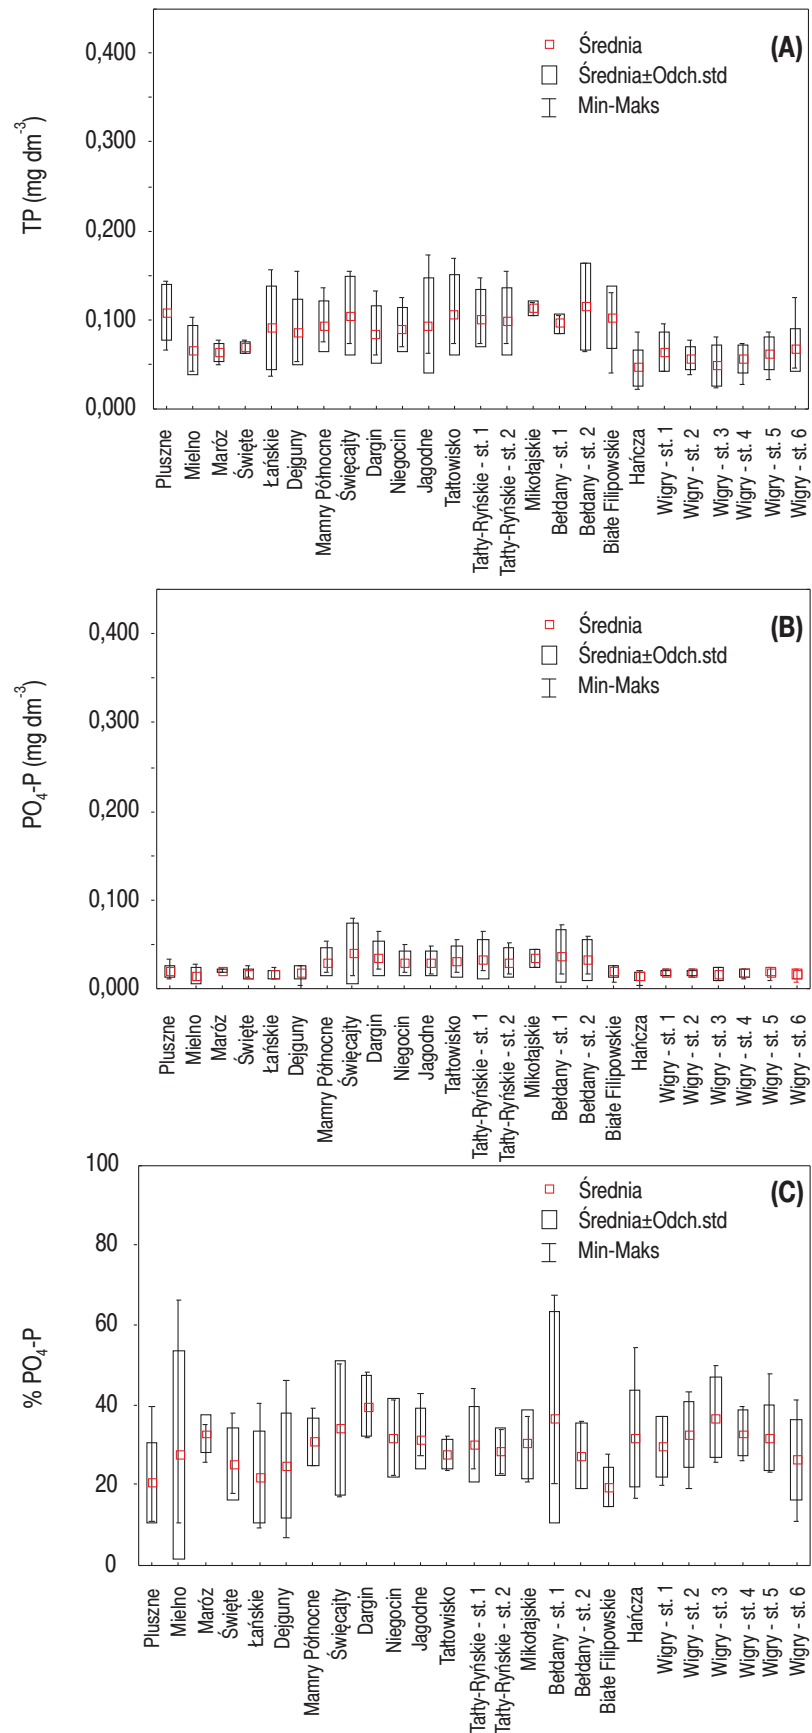 (A)
Średnia
Średnia±Odch.std
Min-Maks
TP (mg dm-3)
0,400
0,300
0,200
0,100
0,000
Pluszne
Mielno
Maróz
Święte
Łańskie
Dejguny
Mamry Północne
Święcajty
Dargin
Niegocin
Jagodne
Tałtowisko
Tałty-Ryńskie - st. 1
Tałty-Ryńskie - st. 2
Mikołajskie
Bełdany - st. 1
Bełdany - st. 2
Białe Filipowskie
Hańcza
Wigry - st. 1
Wigry - st. 2
Wigry - st. 3
Wigry - st. 4
Wigry - st. 5
Wigry - st. 6
(B)
Średnia
Średnia±Odch.std
Min-Maks
PO4-P (mg dm-3)
0,400
0,300
0,200
0,100
0,000
Pluszne
Mielno
Maróz
Święte
Łańskie
Dejguny
Mamry Północne
Święcajty
Dargin
Niegocin
Jagodne
Tałtowisko
Tałty-Ryńskie - st. 1
Tałty-Ryńskie - st. 2
Mikołajskie
Bełdany - st. 1
Bełdany - st. 2
Białe Filipowskie
Hańcza
Wigry - st. 1
Wigry - st. 2
Wigry - st. 3
Wigry - st. 4
Wigry - st. 5
Wigry - st. 6
(C)
Średnia
Średnia±Odch.std
Min-Maks
% PO4-P
100
80
60
40
20
0
Pluszne
Mielno
Maróz
Święte
Łańskie
Dejguny
Mamry Północne
Święcajty
Dargin
Niegocin
Jagodne
Tałtowisko
Tałty-Ryńskie - st. 1
Tałty-Ryńskie - st. 2
Mikołajskie
Bełdany - st. 1
Bełdany - st. 2
Białe Filipowskie
Hańcza
Wigry - st. 1
Wigry - st. 2
Wigry - st. 3
Wigry - st. 4
Wigry - st. 5
Wigry - st. 6